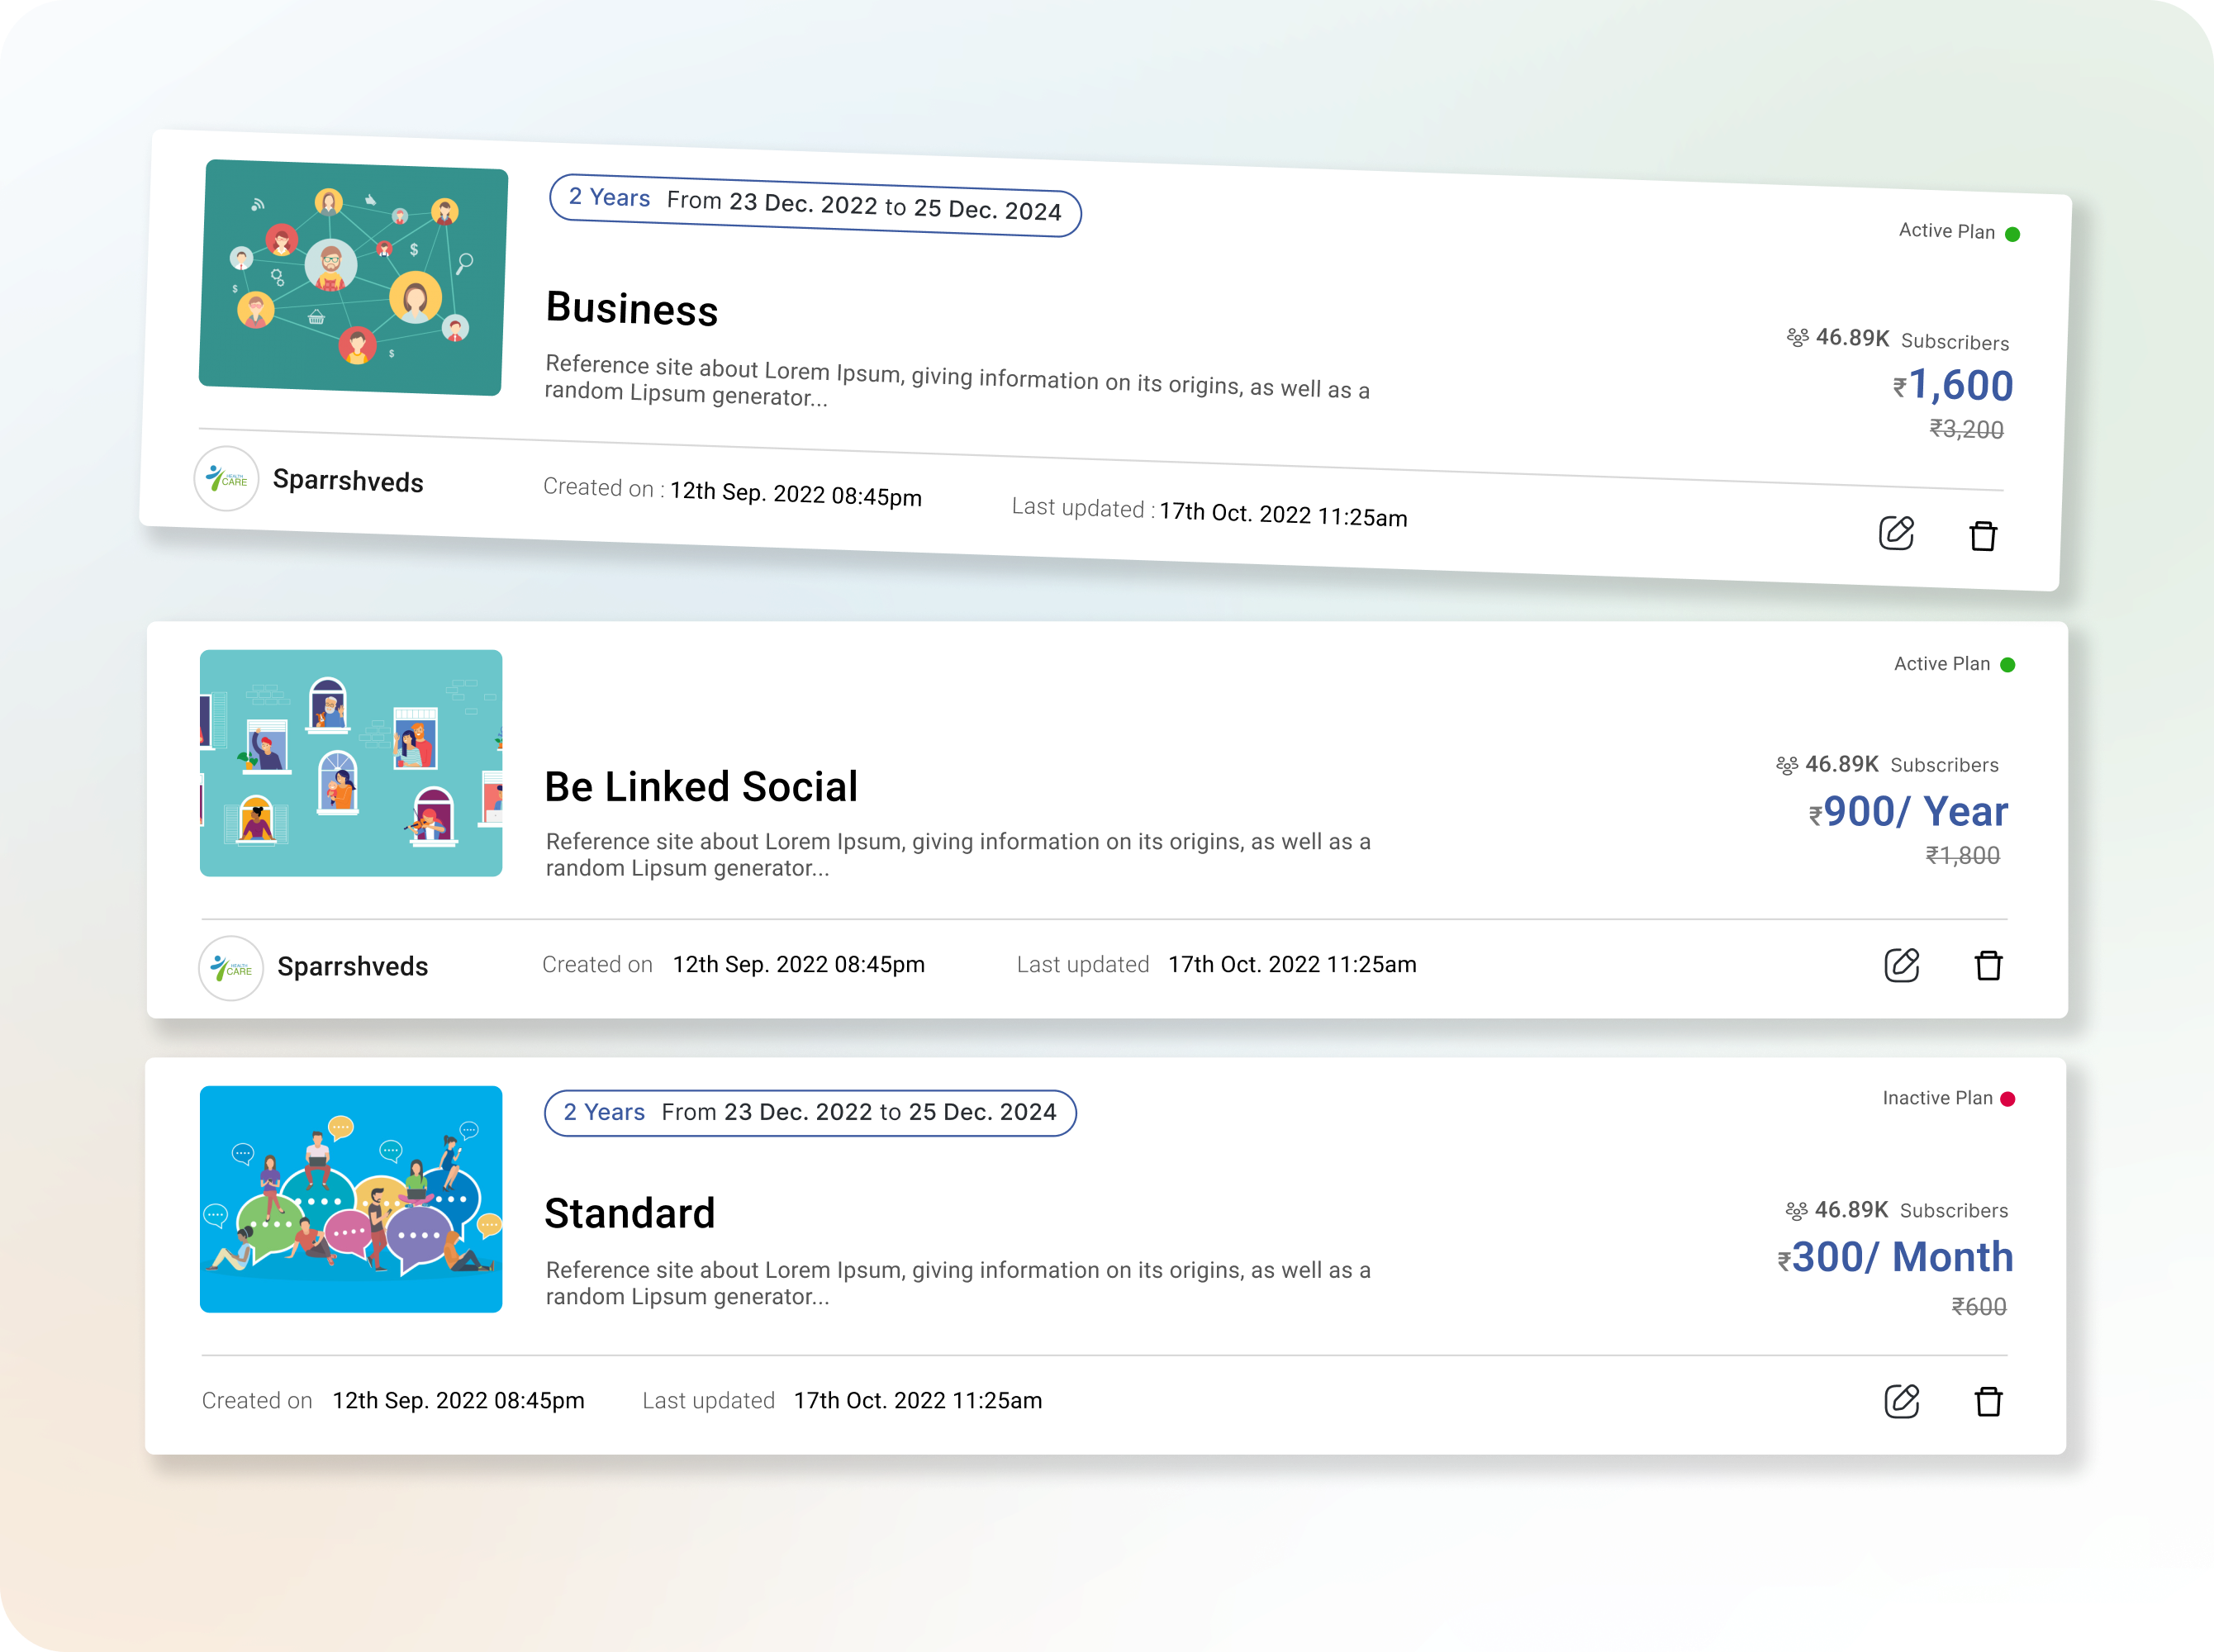 2 Years From 23 Dec. 2022 to 25 Dec. 2024
Active Plan
Business
46.89K Subscribers
₹1,600
₹3,200
Reference site about Lorem Ipsum, giving information on its origins, as well as a
random Lipsum generator...
HEALTH
CARE
Sparrshveds
Created on : 12th Sep. 2022 08:45pm
Last updated : 17th Oct. 2022 11:25am
Active Plan
Be Linked Social
46.89K Subscribers
₹900/ Year
₹1,800
Reference site about Lorem Ipsum, giving information on its origins, as well as a
random Lipsum generator...
HEALTH
CARE
Sparrshveds
Created on 12th Sep. 2022 08:45pm
Last updated 17th Oct. 2022 11:25am
2 Years From 23 Dec. 2022 to 25 Dec. 2024
Inactive Plan
Standard
46.89K Subscribers
₹300/ Month
₹600
Reference site about Lorem Ipsum, giving information on its origins, as well as a
random Lipsum generator...
Created on 12th Sep. 2022 08:45pm
Last updated 17th Oct. 2022 11:25am